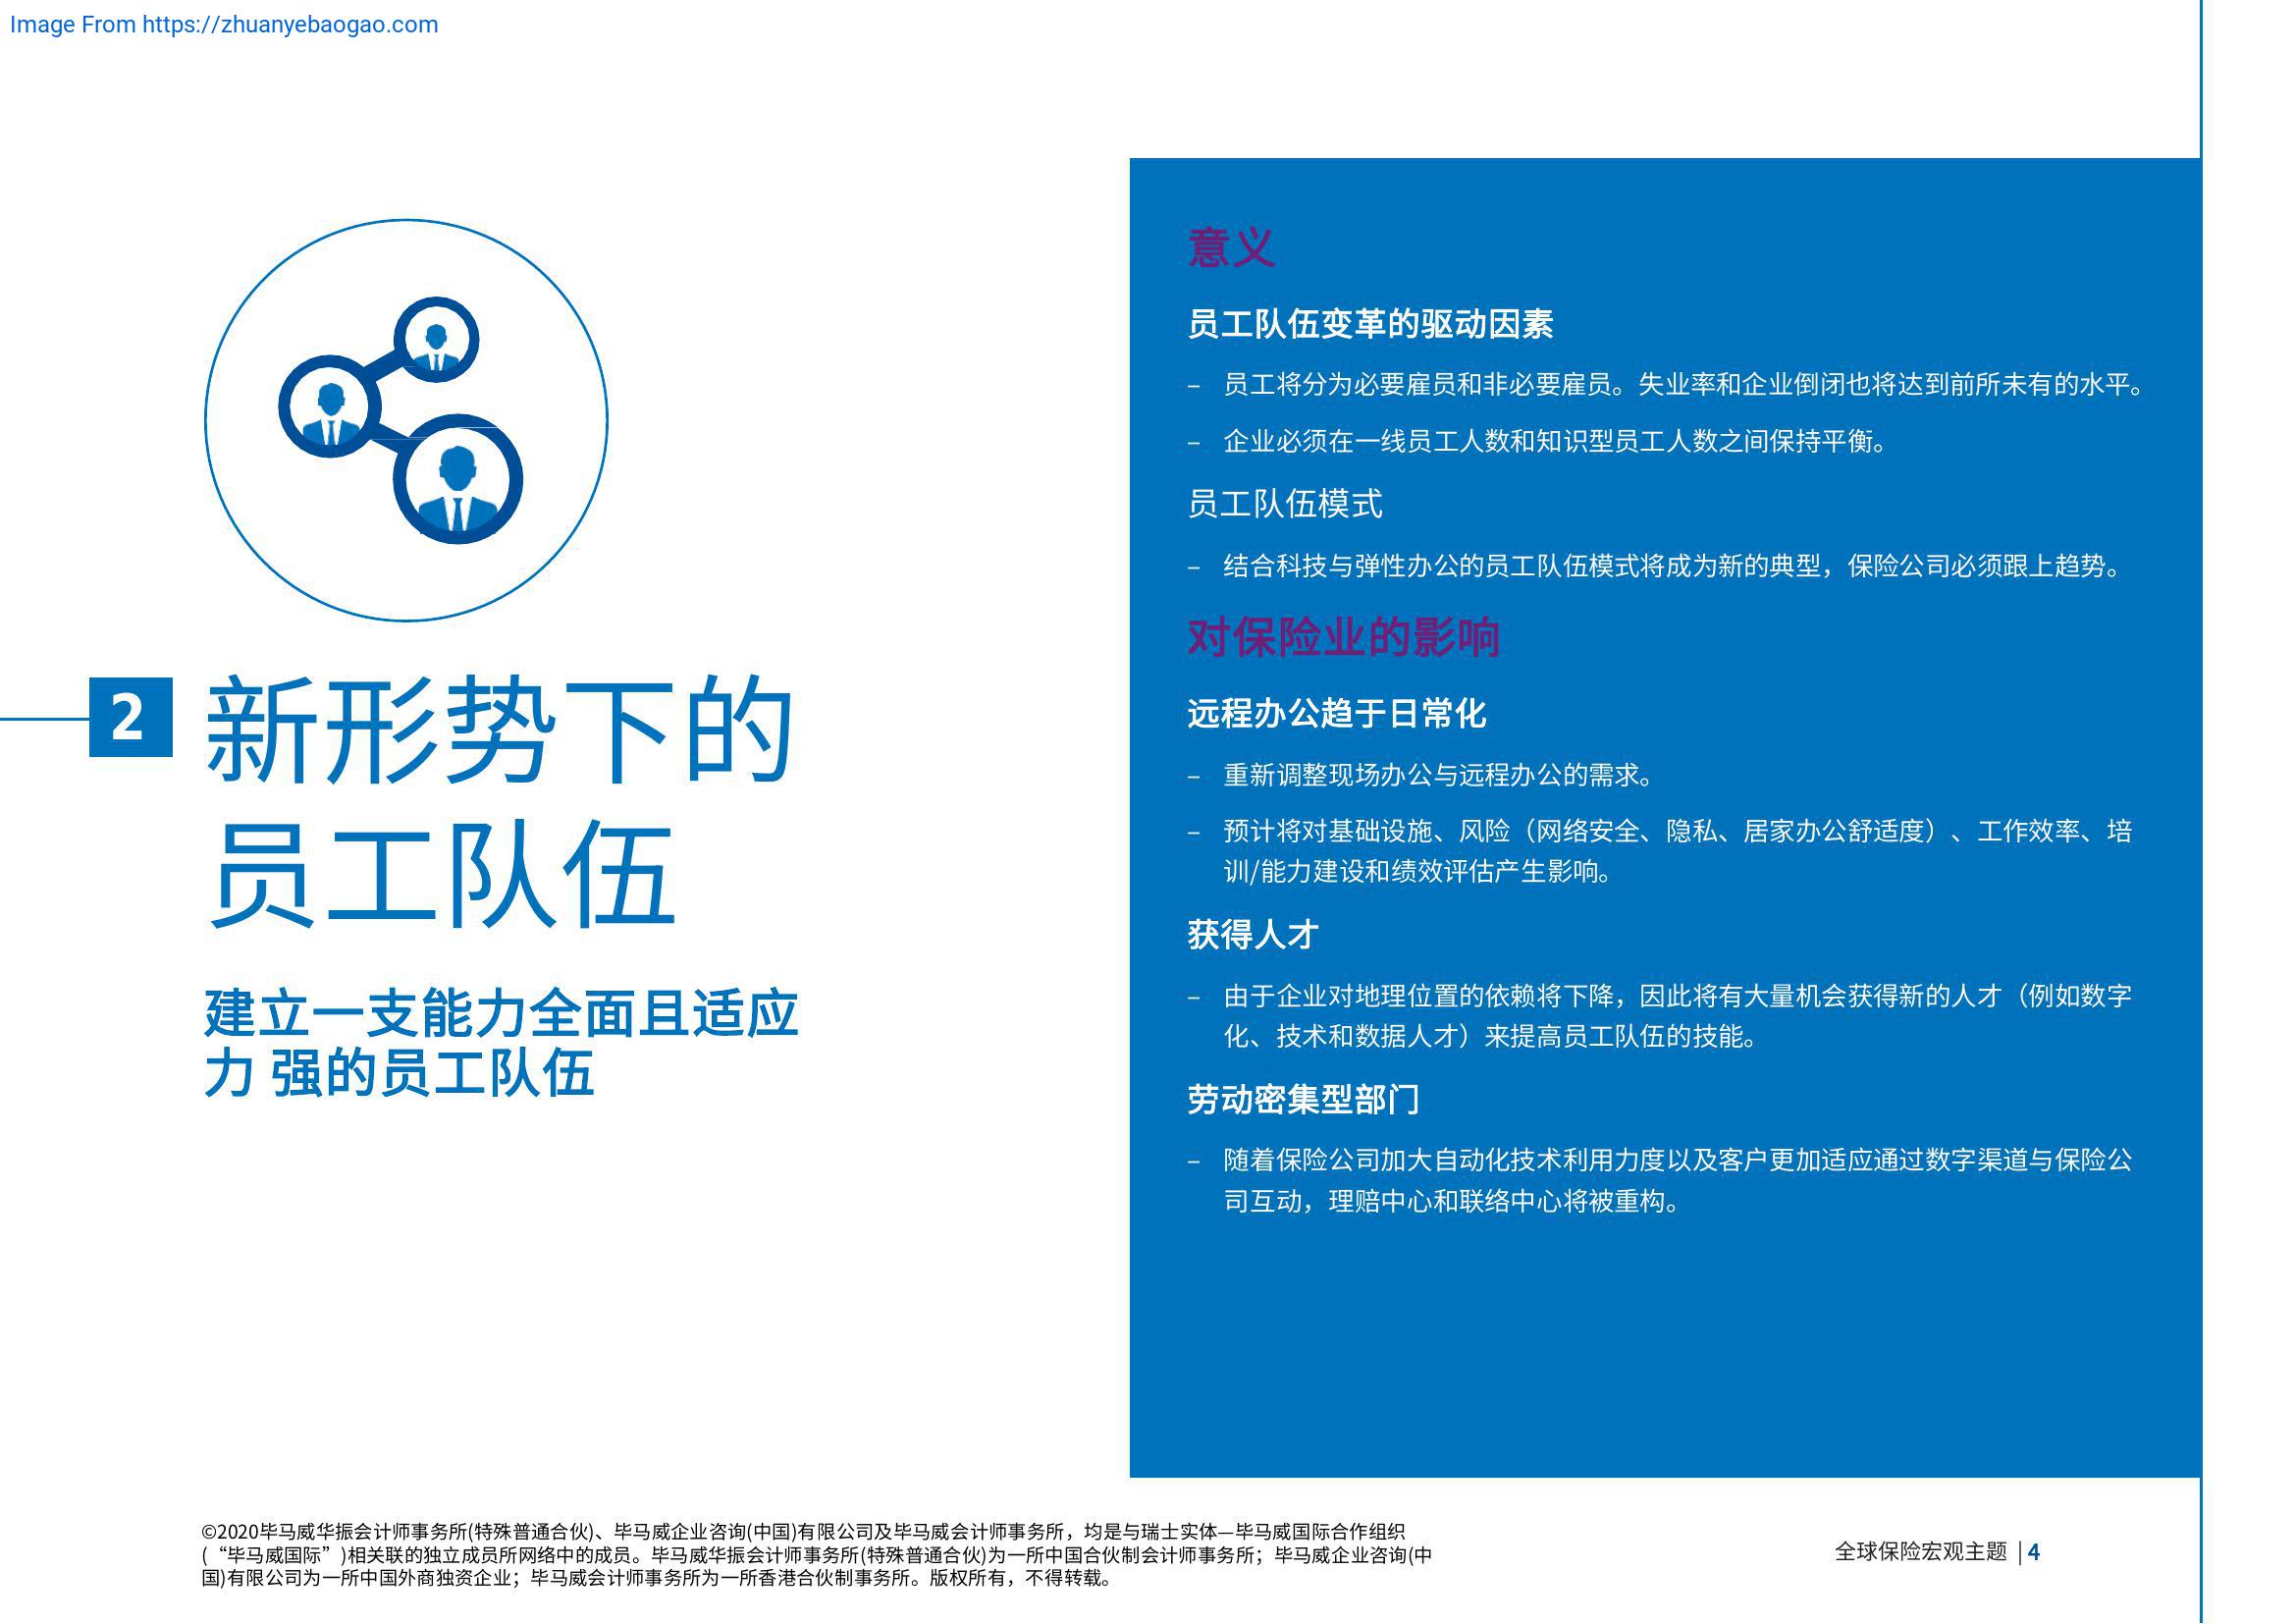 Image From https://zhuanyebaogao.com
2
新形势下的
员工队伍
建立一支能力全面且适应
力 强的员工队伍
意义
员工队伍变革的驱动因素
– 员工将分为必要雇员和非必要雇员。失业率和企业倒闭也将达到前所未有的水平。
– 企业必须在一线员工人数和知识型员工人数之间保持平衡。
员工队伍模式
– 结合科技与弹性办公的员工队伍模式将成为新的典型，保险公司必须跟上趋势。
对保险业的影响
远程办公趋于日常化
– 重新调整现场办公与远程办公的需求。
– 预计将对基础设施、风险（网络安全、隐私、居家办公舒适度）、工作效率、培
训/能力建设和绩效评估产生影响。
获得人才
– 由于企业对地理位置的依赖将下降，因此将有大量机会获得新的人才（例如数字
化、技术和数据人才）来提高员工队伍的技能。
劳动密集型部门
– 随着保险公司加大自动化技术利用力度以及客户更加适应通过数字渠道与保险公
司互动，理赔中心和联络中心将被重构。
©2020毕马威华振会计师事务所(特殊普通合伙)、毕马威企业咨询(中国)有限公司及毕马威会计师事务所，均是与瑞士实体—毕马威国际合作组织
(“毕马威国际”)相关联的独立成员所网络中的成员。毕马威华振会计师事务所(特殊普通合伙)为一所中国合伙制会计师事务所；毕马威企业咨询(中
国)有限公司为一所中国外商独资企业；毕马威会计师事务所为一所香港合伙制事务所。版权所有，不得转载。
全球保险宏观主题 | 4